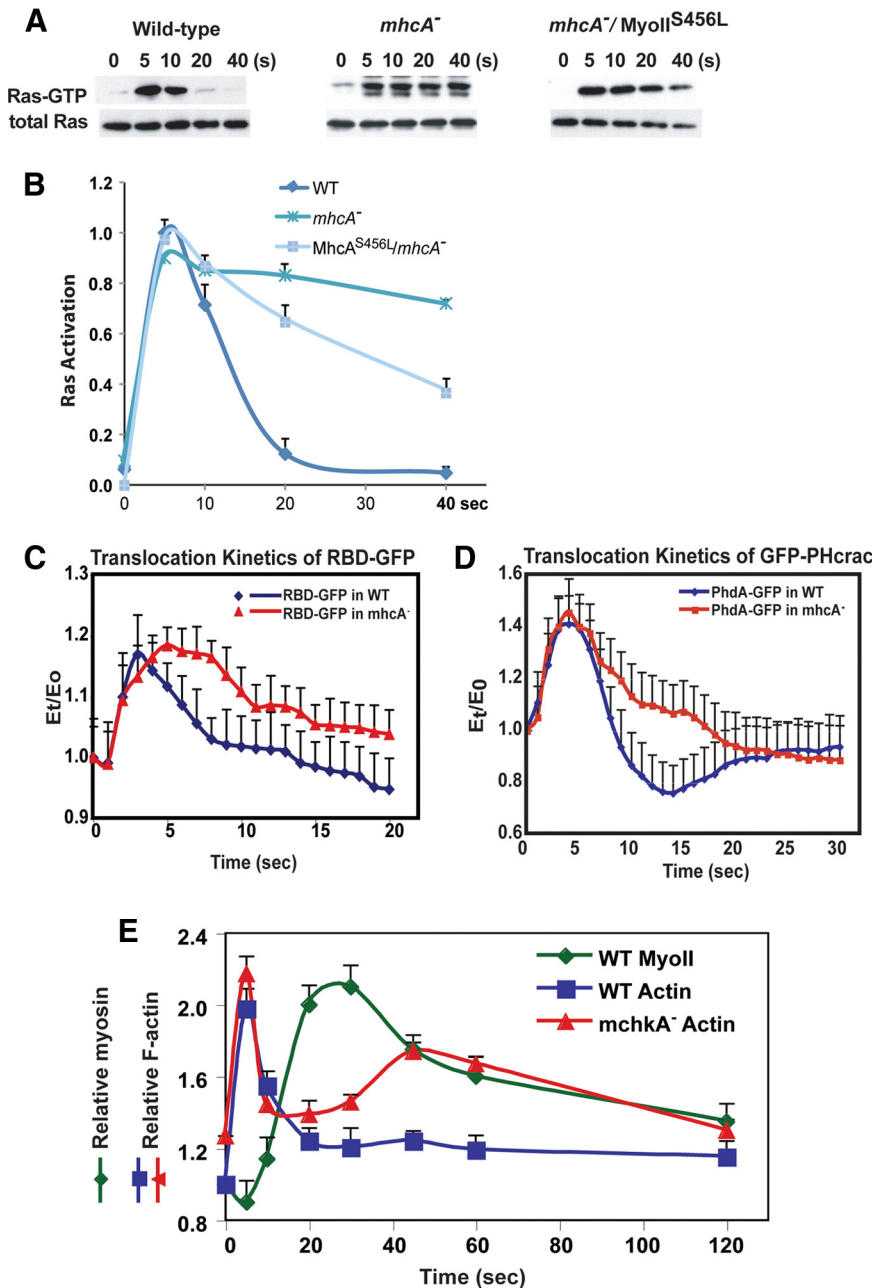 A
Wild-type
0 5 10 20 40 (s)
mhcA-
0 5 10 20 40 (s)
mhcA-/ MyoII S456L
0 5 10 20 40 (s)
Ras-GTP
total Ras
B
WT
mhcA-
MhcA S456L/mhcA-
Ras Activation
1.2
1.0
0.8
0.6
0.4
0.2
0.0
0 10 20 30 40 sec
C
Translocation Kinetics of RBD-GFP
RBD-GFP in WT
RBD-GFP in mhcA-
Et/Eo
1.3
1.2
1.1
1.0
0.9
0 5 10 15 20
Time (sec)
D
Translocation Kinetics of GFP-PHcrac
PhdA-GFP in WT
PhdA-GFP in mhcA-
Et/E0
1.6
1.4
1.2
1.0
0.8
0.6
0 5 10 15 20 25 30
Time (sec)
E
WT MyoII
WT Actin
mchkA- Actin
Relative myosin
Relative F-actin
2.4
2.0
1.6
1.2
0.8
0 20 40 60 80 100 120
Time (sec)